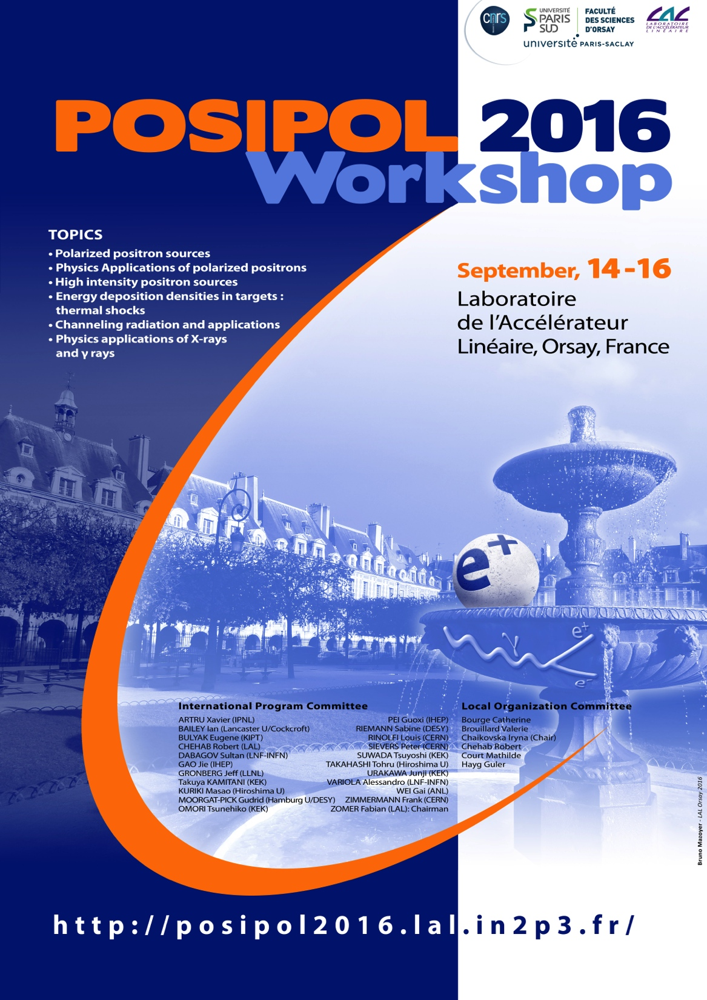 cnrs
UNIVERSITÉ
PARIS
SUD
FACULTÉ
DES SCIENCES
D'ORSAY
université PARIS-SACLAY
LAL
LABORATOIRE
DE L'ACCÉLÉRATEUR
LINÉAIRE
POSIPOL 2016
Workshop
TOPICS
• Polarized positron sources
• Physics Applications of polarized positrons
• High intensity positron sources
• Energy deposition densities in targets :
thermal shocks
• Channeling radiation and applications
• Physics applications of X-rays
and γ rays
September, 14-16
Laboratoire
de l'Accélérateur
Linéaire, Orsay, France
e+
γ
e+
e-
International Program Committee
ARTRU Xavier (IPNL)
BAILEY Ian (Lancaster U/Cockcroft)
BULYAK Eugene (KIPT)
CHEHAB Robert (LAL)
DABAGOV Sultan (LNF-INFN)
GAO Jie (IHEP)
GRONBERG Jeff (LLNL)
Takuya KAMITANI (KEK)
KURIKI Masao (Hiroshima U)
MOORGAT-PICK Gudrid (Hamburg U/DESY)
OMORI Tsunehiko (KEK)
PEI Guoxi (IHEP)
RIEMANN Sabine (DESY)
RINOLFI Louis (CERN)
SIEVERS Peter (CERN)
SUWADA Tsuyoshi (KEK)
TAKAHASHI Tohru (Hiroshima U)
URAKAWA Junji (KEK)
VARIOLA Alessandro (LNF-INFN)
WEI Gai (ANL)
ZIMMERMANN Frank (CERN)
ZOMER Fabian (LAL): Chairman
Local Organization Committee
Bourge Catherine
Brouillard Valerie
Chaikovska Iryna (Chair)
Chehab Robert
Court Mathilde
Hayg Guler
Bruno Mazoyer - LAL Orsay 2016
http://posipol2016.lal.in2p3.fr/